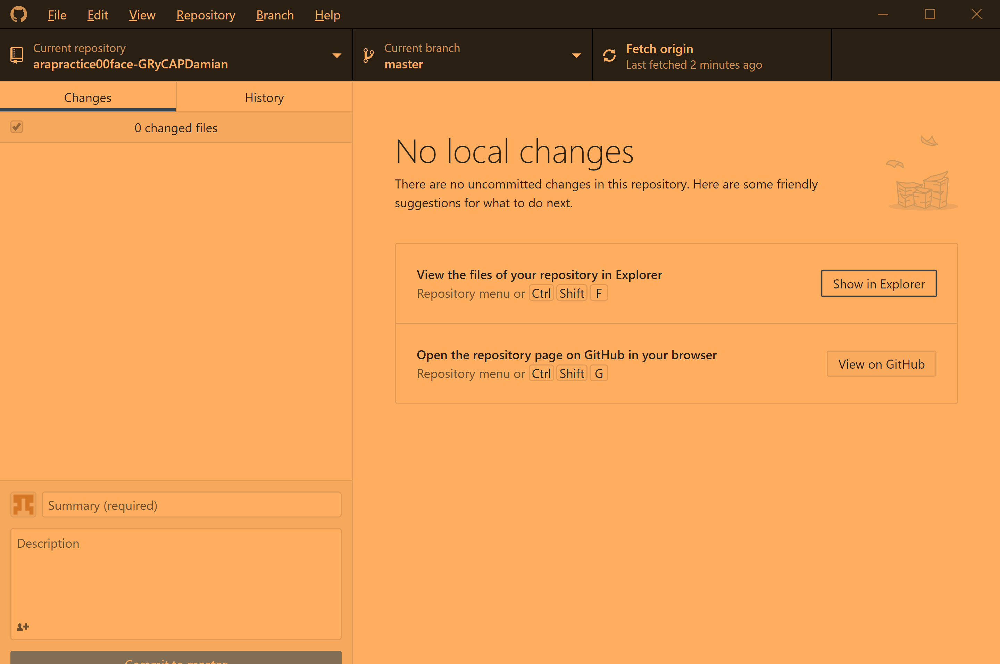 File Edit View Repository Branch Help
Current repository
arapractice00face-GRyCAPDamian
Current branch
master
Fetch origin
Last fetched 2 minutes ago
Changes
History
0 changed files
No local changes
There are no uncommitted changes in this repository. Here are some friendly
suggestions for what to do next.
View the files of your repository in Explorer
Repository menu or Ctrl Shift F
Show in Explorer
Open the repository page on GitHub in your browser
Repository menu or Ctrl Shift G
View on GitHub
Summary (required)
Description
Commit to master